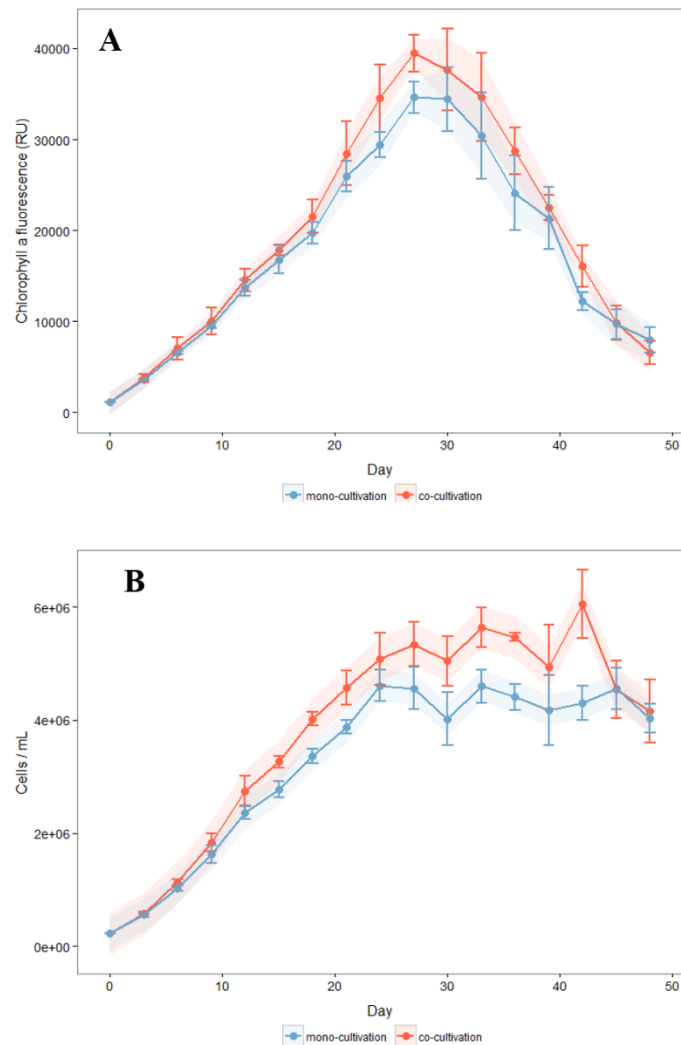 A
Chlorophyll a fluorescence (RU)
40000
30000
20000
10000
0
0 10 20 30 40 50
Day
mono-cultivation co-cultivation
B
Cells / mL
6e+06
4e+06
2e+06
0e+00
0 10 20 30 40 50
Day
mono-cultivation co-cultivation